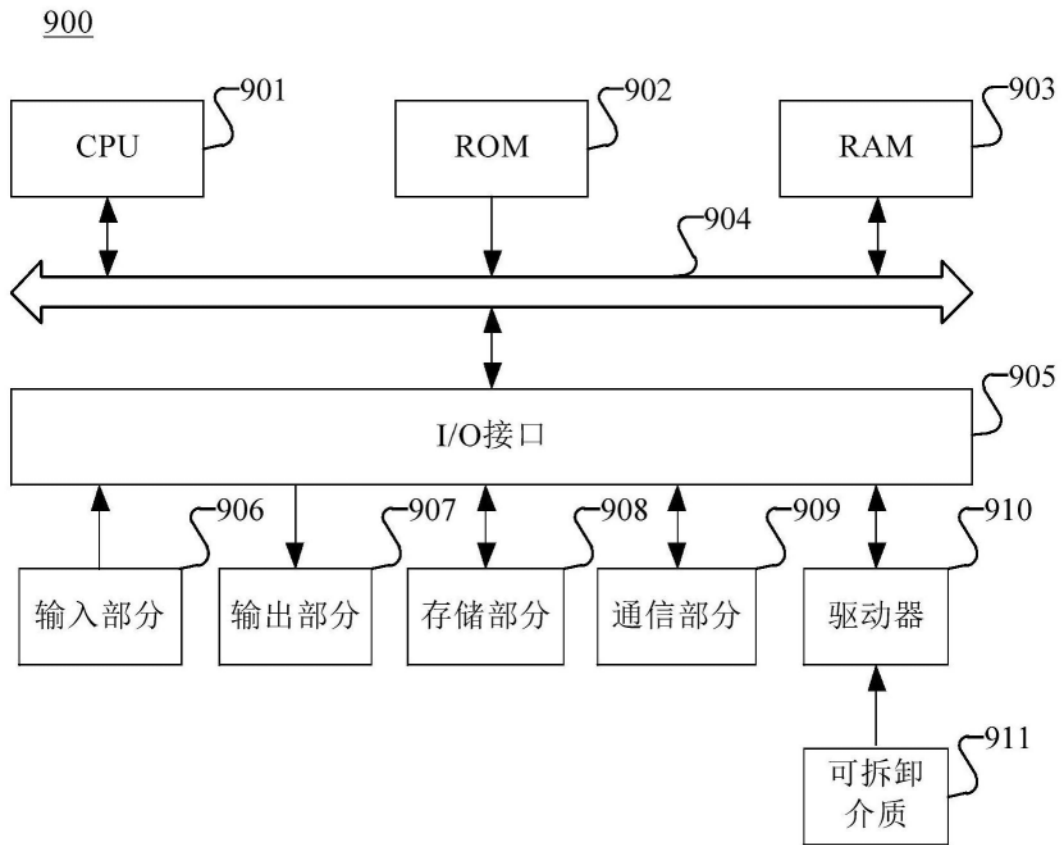 900
901
902
903
CPU
ROM
RAM
904
905
I/O接口
906
907
908
909
910
输入部分
输出部分
存储部分
通信部分
驱动器
911
可拆卸
介质